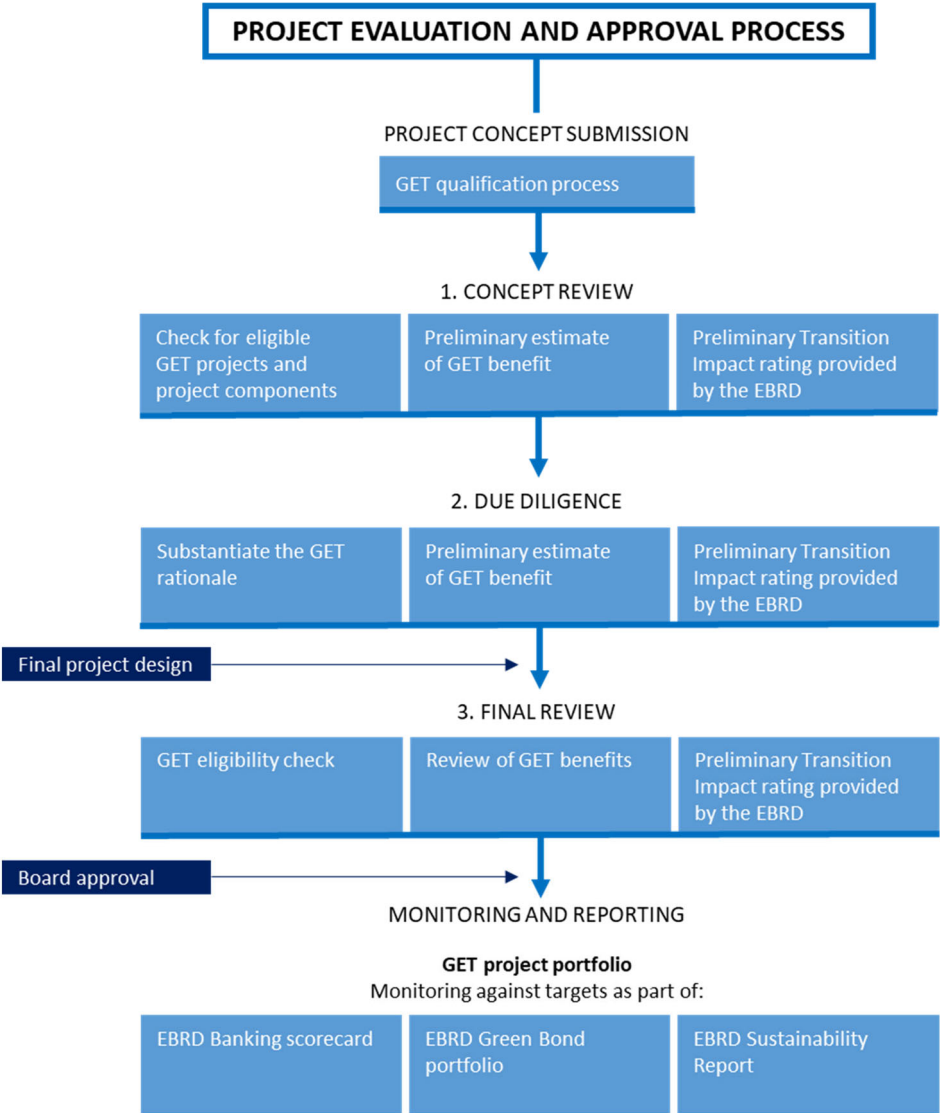 PROJECT EVALUATION AND APPROVAL PROCESS
PROJECT CONCEPT SUBMISSION
GET qualification process
1. CONCEPT REVIEW
Check for eligible
GET projects and
project components
Preliminary estimate
of GET benefit
Preliminary Transition
Impact rating provided
by the EBRD
2. DUE DILIGENCE
Substantiate the GET
rationale
Preliminary estimate
of GET benefit
Preliminary Transition
Impact rating provided
by the EBRD
Final project design
3. FINAL REVIEW
GET eligibility check
Review of GET benefits
Preliminary Transition
Impact rating provided
by the EBRD
Board approval
MONITORING AND REPORTING
GET project portfolio
Monitoring against targets as part of:
EBRD Banking scorecard
EBRD Green Bond
portfolio
EBRD Sustainability
Report